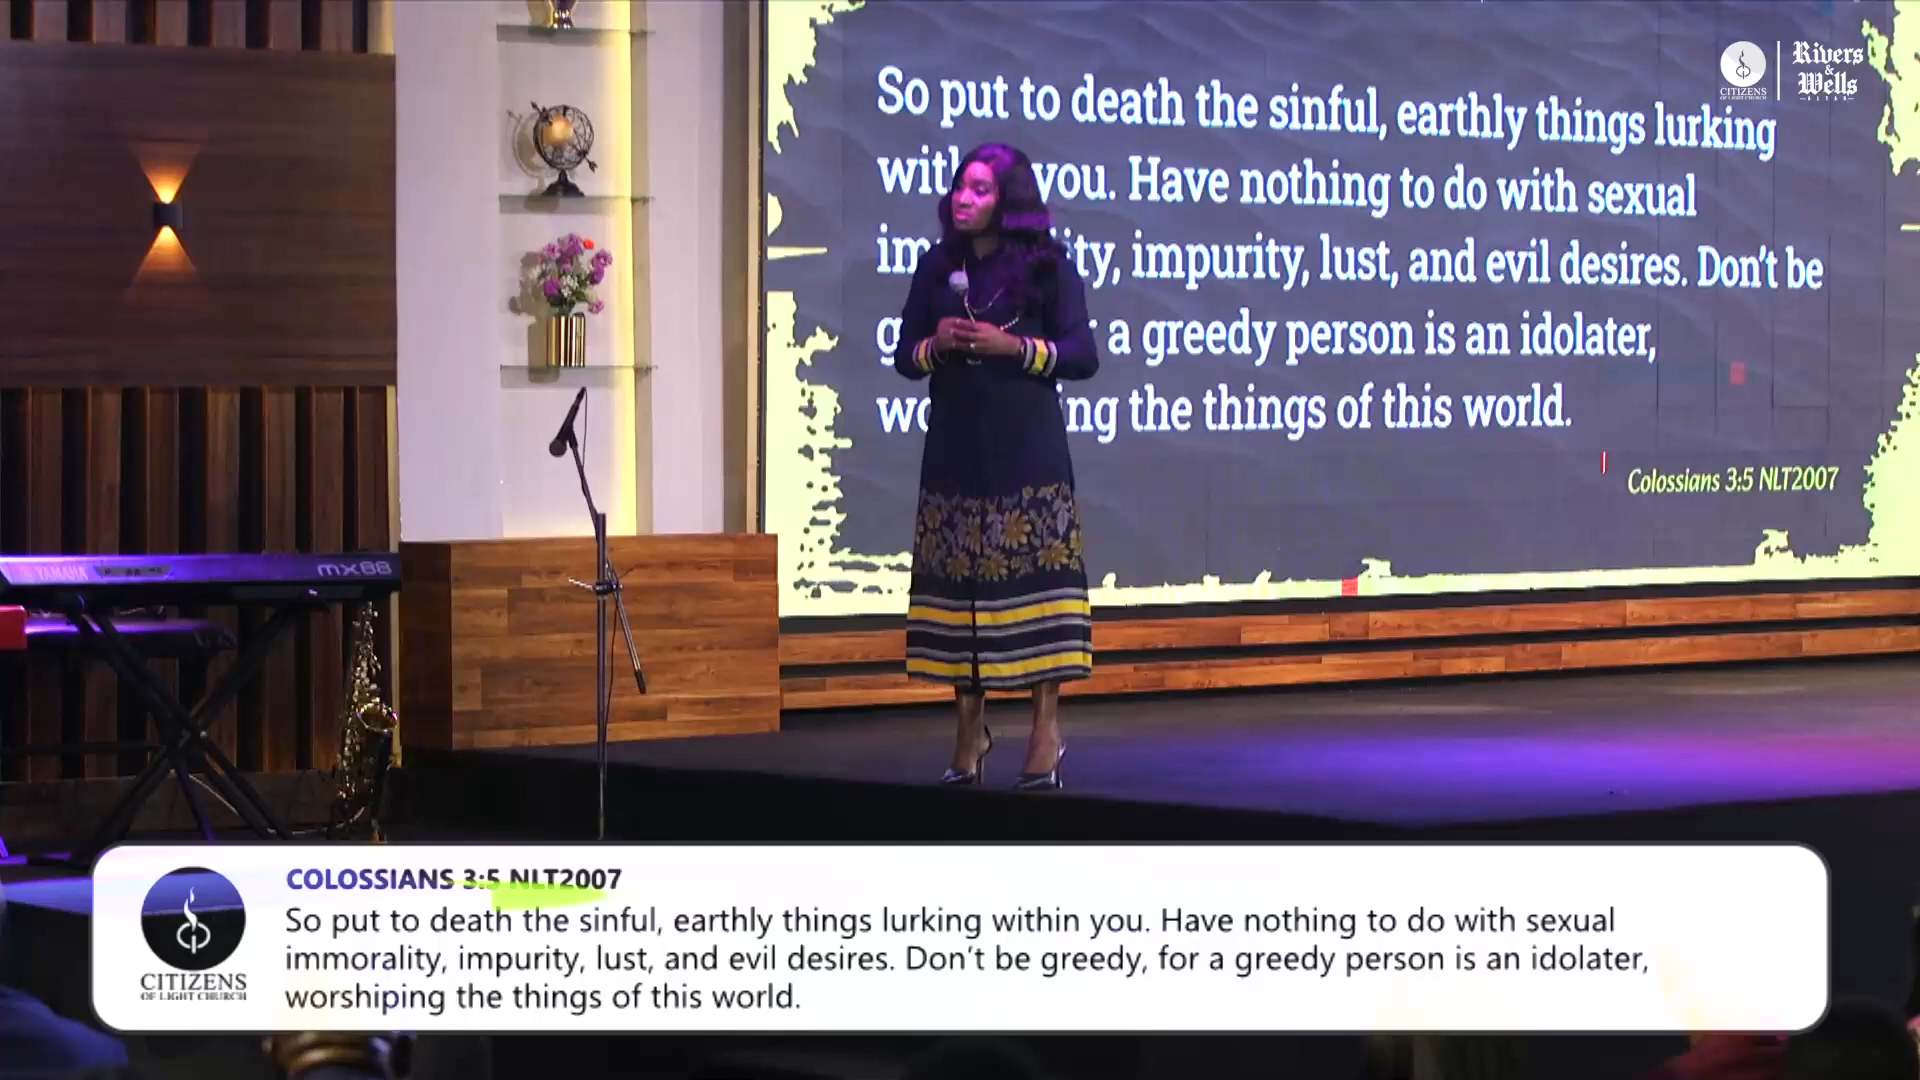 CITIZENS
OF LIGHT CHURCH
Rivers
&
Wells
So put to death the sinful, earthly things lurking
you. Have nothing to do with sexual
impurity, lust, and evil desires. Don't be
a greedy person is an idolater,
the things of this world.
Colossians 3:5 NLT2007
YAMAHA
MX88
COLOSSIANS 3:5 NLT2007
So put to death the sinful, earthly things lurking within you. Have nothing to do with sexual
immorality, impurity, lust, and evil desires. Don't be greedy, for a greedy person is an idolater,
worshiping the things of this world.
CITIZENS
OF LIGHT CHURCH